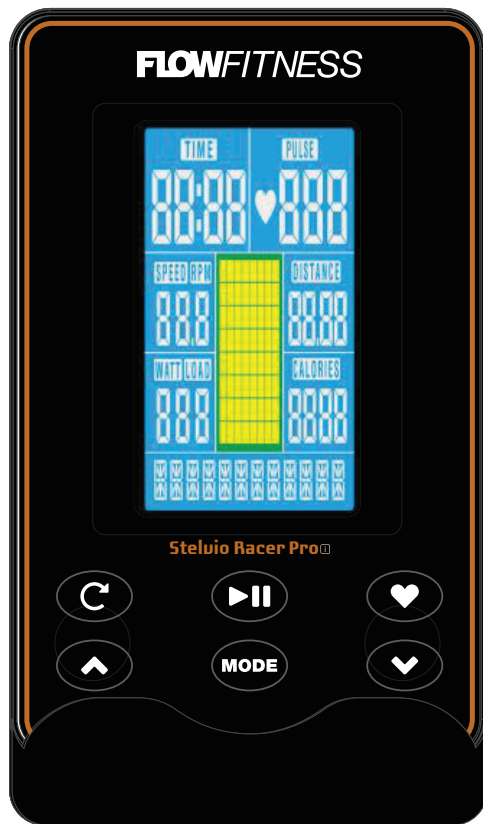 FLOWFITNESS
TIME PULSE
88:88 888
SPEED RPM DISTANCE
88.8 88.88
WATT LOAD CALORIES
888 8888
Stelvio Racer Pro i
MODE